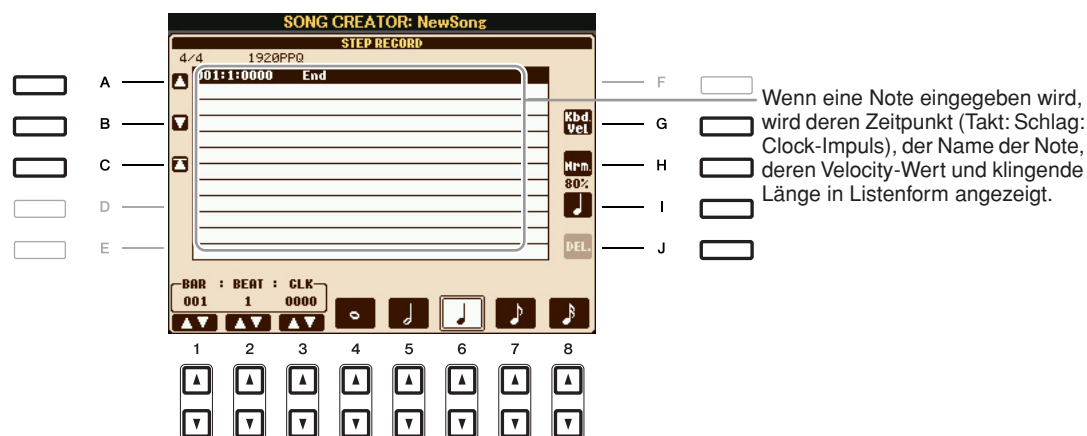 SONG CREATOR: NewSong
STEP RECORD
4/4 1920PPQ
001:1:0000 End
A
B
C
D
E
F
G
H
I
J
Kbd. Vel
Nrm.
80%
DEL.
Wenn eine Note eingegeben wird,
wird deren Zeitpunkt (Takt: Schlag:
Clock-Impuls), der Name der Note,
deren Velocity-Wert und klingende
Länge in Listenform angezeigt.
BAR : BEAT : CLK
001 1 0000
1 2 3 4 5 6 7 8